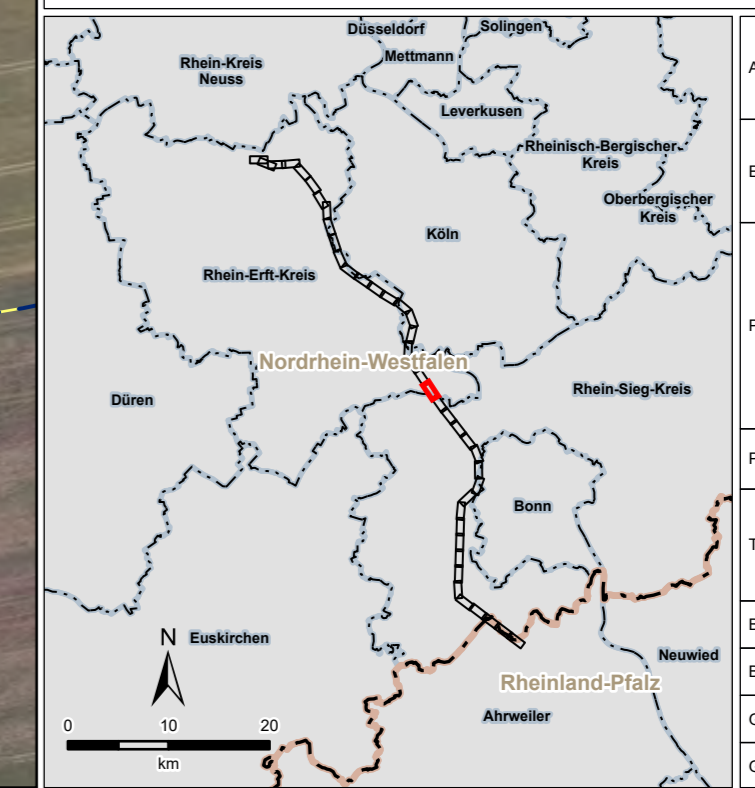 Düsseldorf
Solingen
Mettmann
Rhein-Kreis
Neuss
Leverkusen
Rheinisch-Bergischer
Kreis
Oberbergischer
Kreis
Köln
Rhein-Erft-Kreis
Nordrhein-Westfalen
Düren
Rhein-Sieg-Kreis
Bonn
N
Euskirchen
Neuwied
Rheinland-Pfalz
Ahrweiler
0 10 20
km